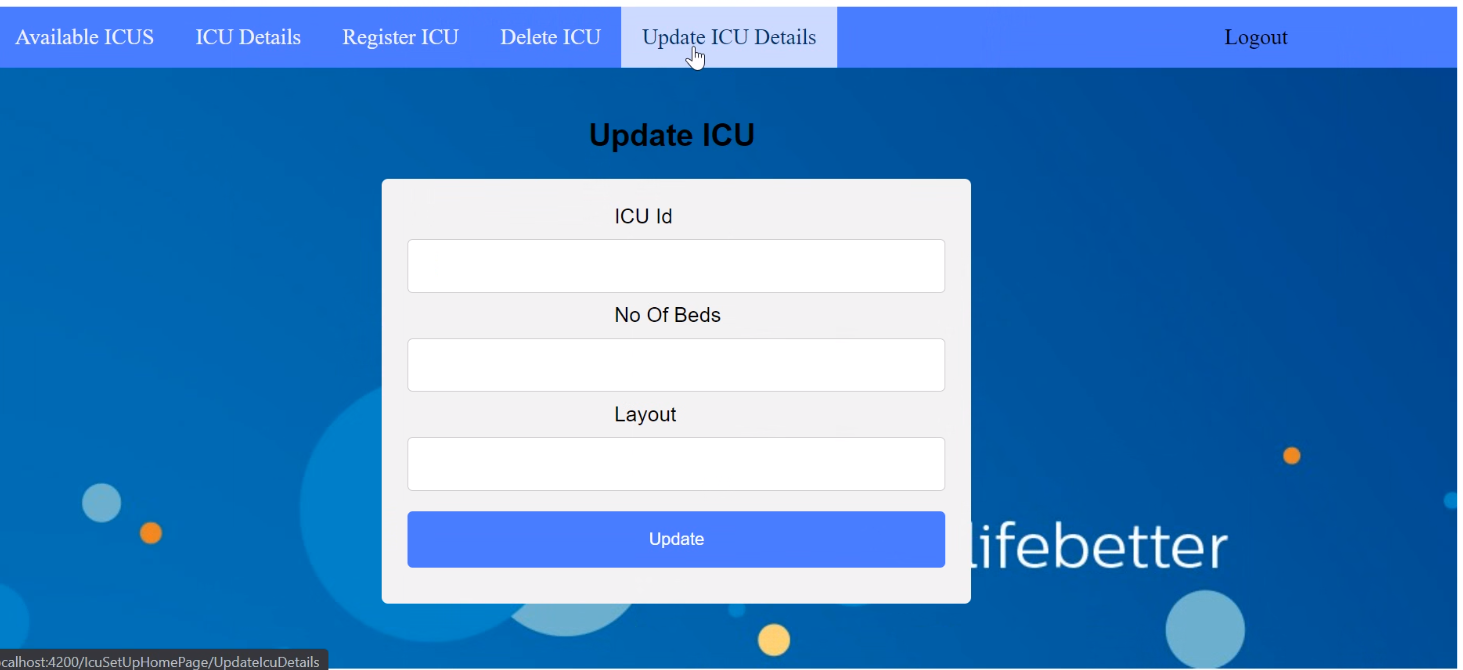 Available ICUS ICU Details Register ICU Delete ICU Update ICU Details Logout
Update ICU
ICU Id
No Of Beds
Layout
Update
lifebetter
calhost:4200/IcuSetUpHomePage/UpdateIcuDetails